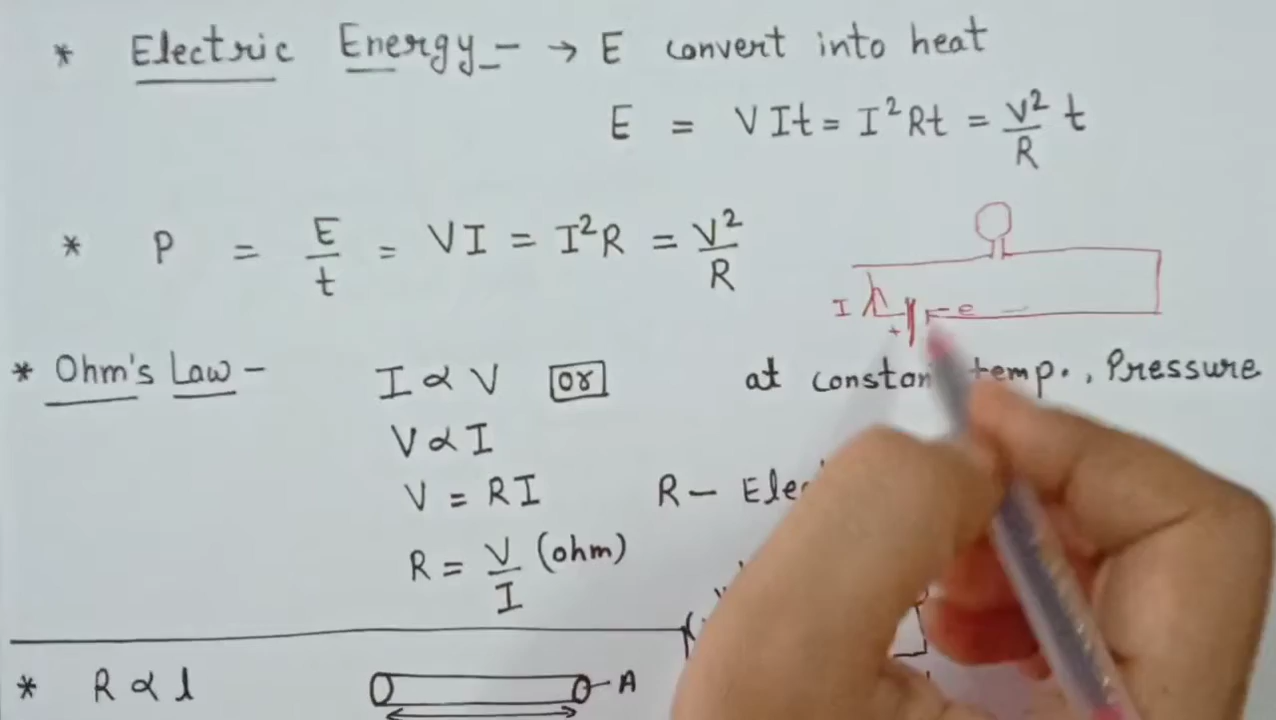 * Electric Energy - → E convert into heat
E = VIt = I²Rt = V²/R t
* P = E/t = VI = I²R = V²/R
I
+ - e -
* Ohm's Law - I ∝ V or at constan temp., Pressure
V ∝ I
V = RI R -
R = V/I (ohm)
* R ∝ l A